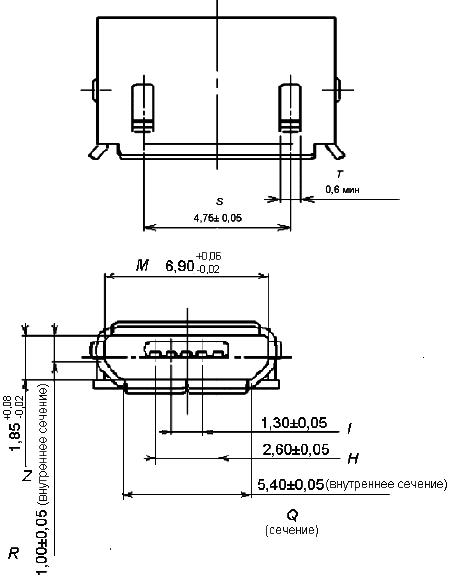 T
0,6 мин
S
4,75± 0,05
M 6,90 +0,06
-0,02
1,30±0,05 I
2,60±0,05 H
5,40±0,05 (внутреннее сечение)
Q
(сечение)
1,85 +0,08
-0,02
N
R 1,00±0,05 (внутреннее сечение)